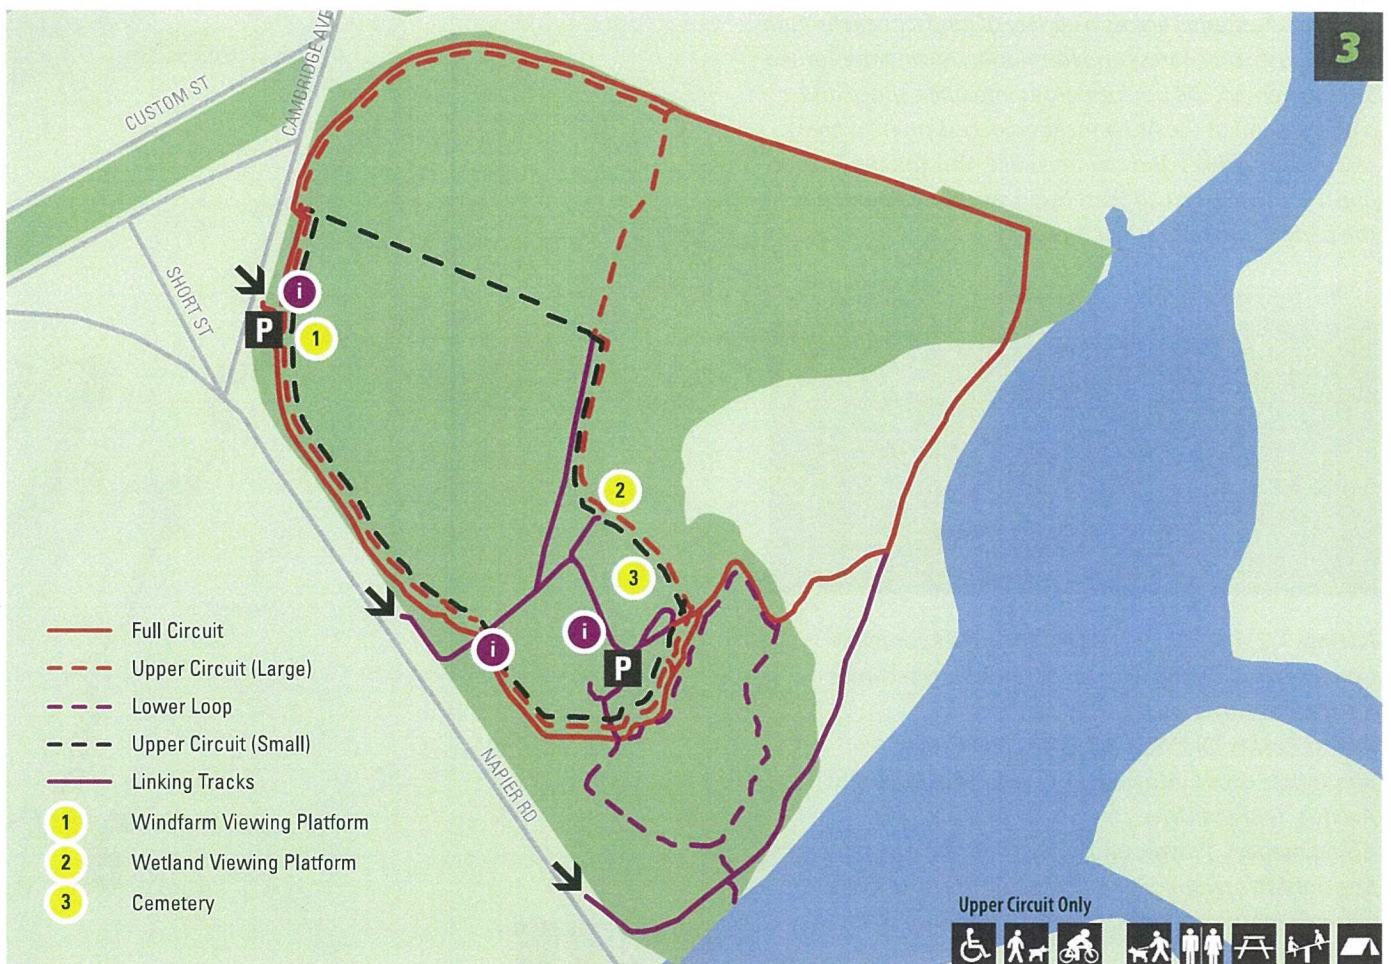 3
CUSTOM ST
CAMBRIDGE AVE
SHORT ST
i
P
1
2
3
i
i
P
NAPIER RD
Full Circuit
Upper Circuit (Large)
Lower Loop
Upper Circuit (Small)
Linking Tracks
1 Windfarm Viewing Platform
2 Wetland Viewing Platform
3 Cemetery
Upper Circuit Only